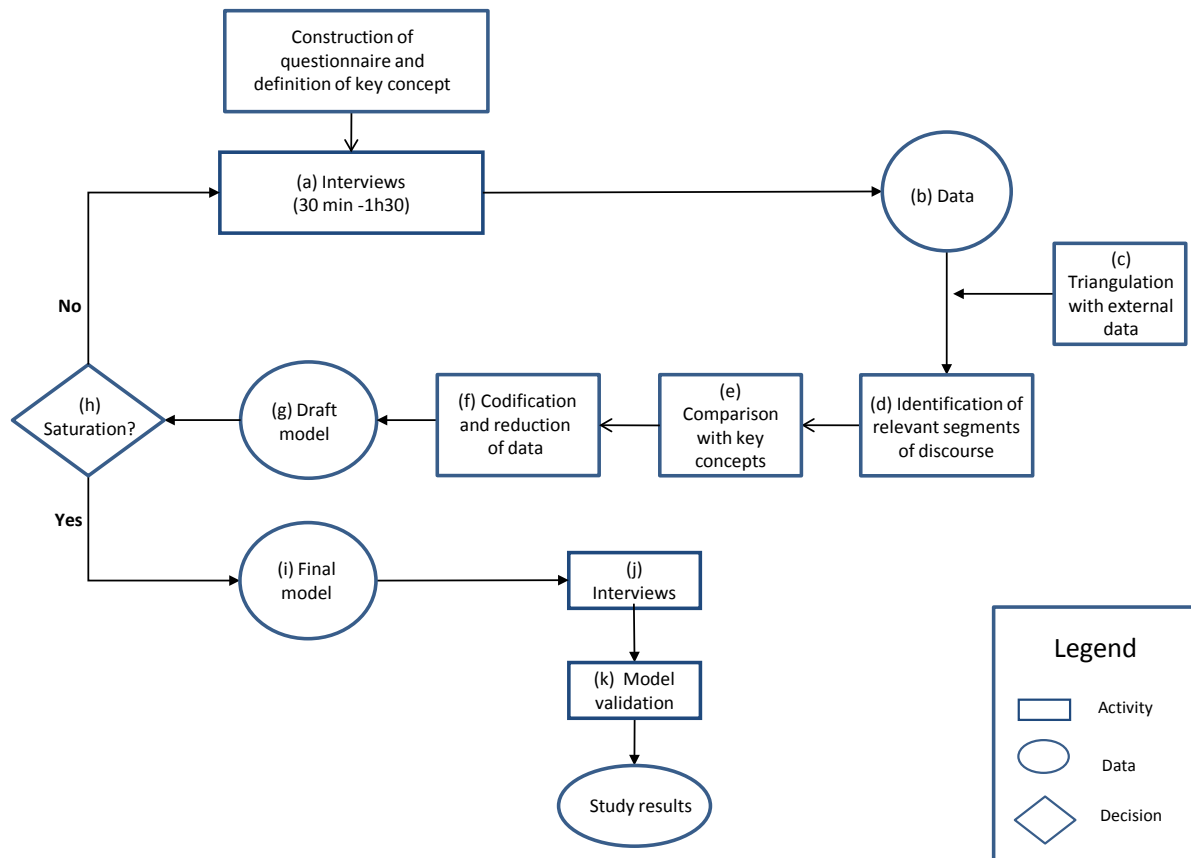 Construction of
questionnaire and
definition of key concept
(a) Interviews
(30 min -1h30)
(b) Data
(c)
Triangulation
with external
data
No
(h)
Saturation?
(g) Draft
model
(f) Codification
and reduction
of data
(e)
Comparison
with key
concepts
(d) Identification of
relevant segments
of discourse
Yes
(i) Final
model
(j)
Interviews
(k) Model
validation
Study results
Legend
Activity
Data
Decision